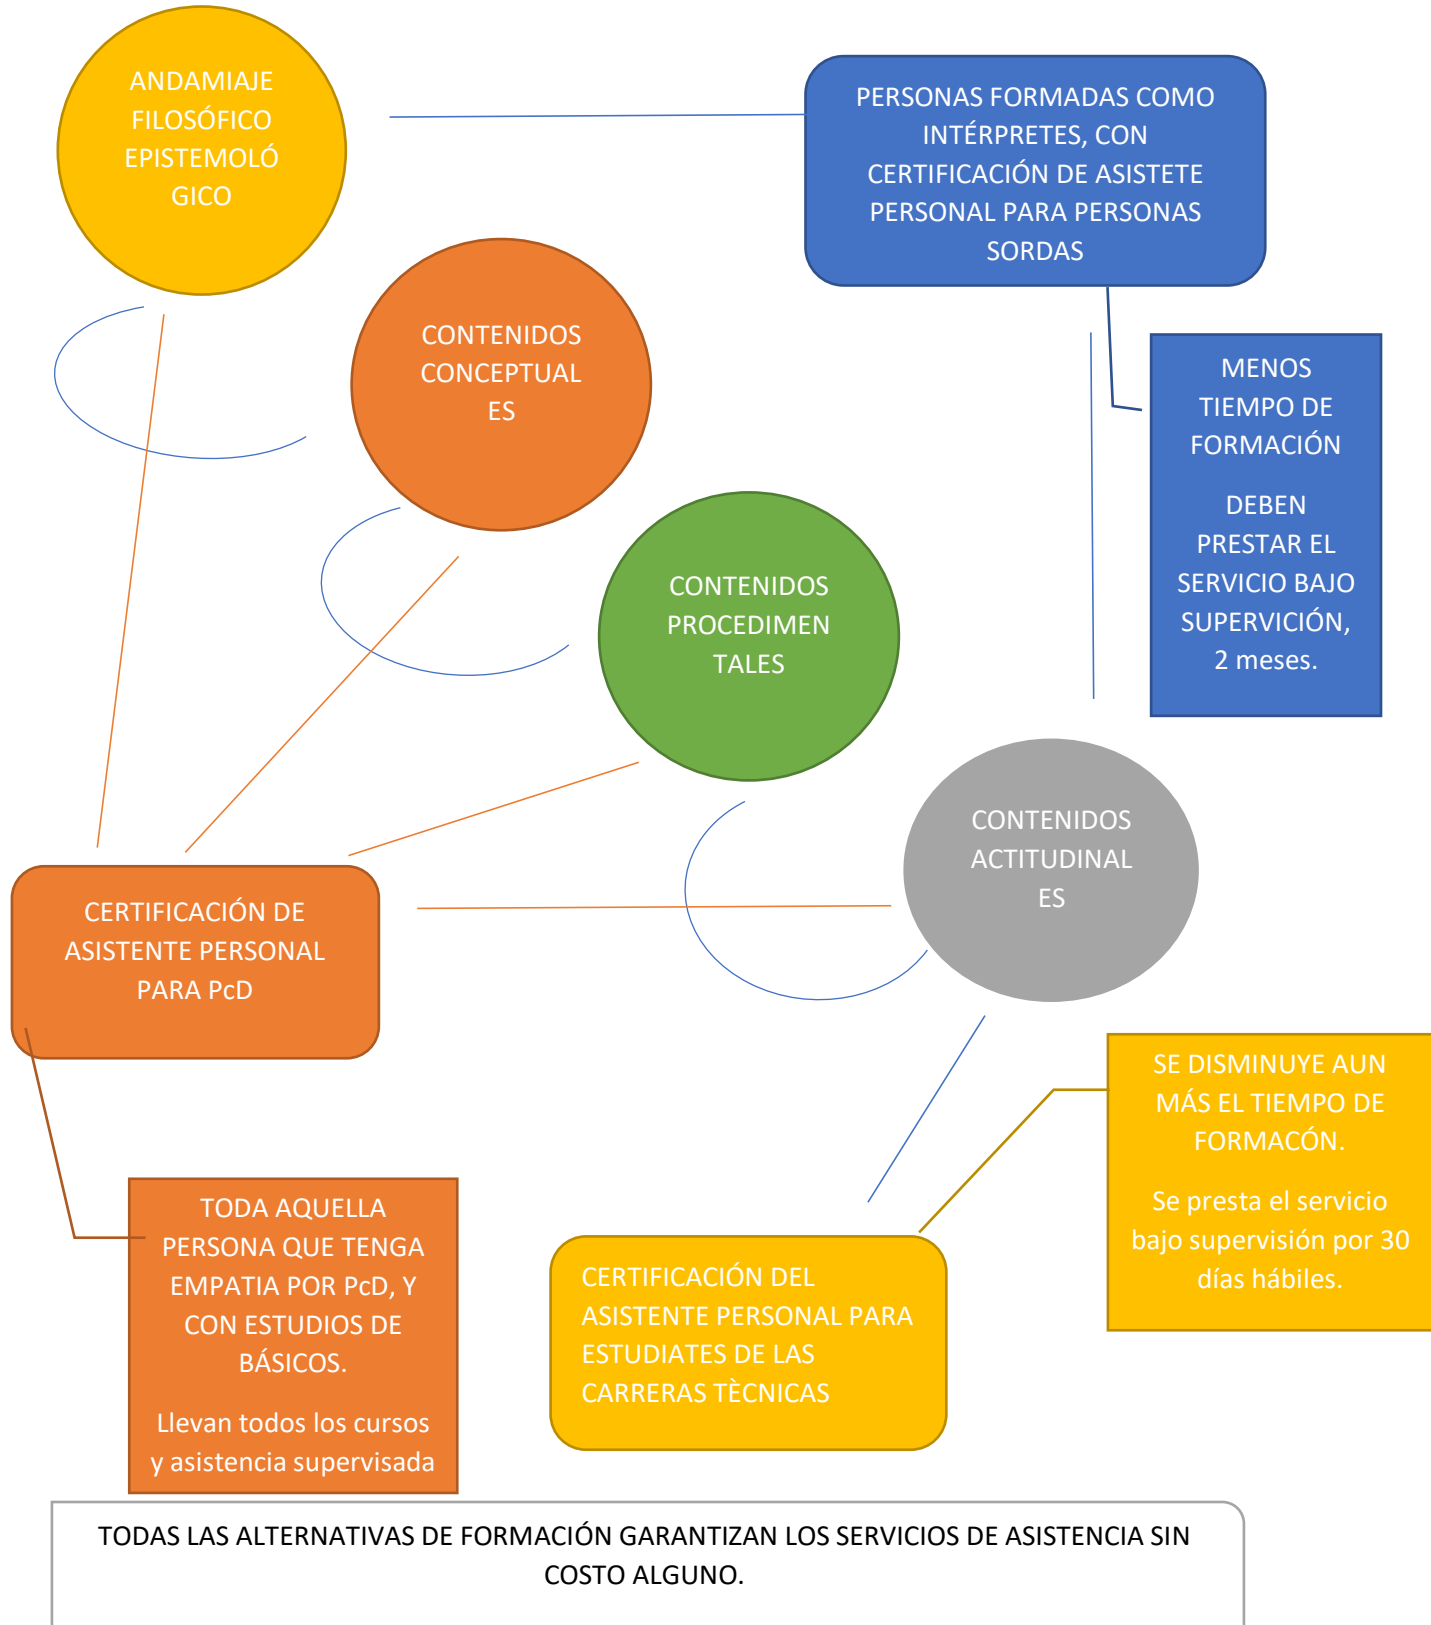 ANDAMIAJE
FILOSÓFICO
EPISTEMOLÓ
GICO
PERSONAS FORMADAS COMO
INTÉRPRETES, CON
CERTIFICACIÓN DE ASISTETE
PERSONAL PARA PERSONAS
SORDAS
CONTENIDOS
CONCEPTUAL
ES
MENOS
TIEMPO DE
FORMACIÓN
DEBEN
PRESTAR EL
SERVICIO BAJO
SUPERVICIÓN,
2 meses.
CONTENIDOS
PROCEDIMEN
TALES
CONTENIDOS
ACTITUDINAL
ES
CERTIFICACIÓN DE
ASISTENTE PERSONAL
PARA PcD
SE DISMINUYE AUN
MÁS EL TIEMPO DE
FORMACÓN.
Se presta el servicio
bajo supervisión por 30
días hábiles.
TODA AQUELLA
PERSONA QUE TENGA
EMPATIA POR PcD, Y
CON ESTUDIOS DE
BÁSICOS.
Llevan todos los cursos
y asistencia supervisada
CERTIFICACIÓN DEL
ASISTENTE PERSONAL PARA
ESTUDIATES DE LAS
CARRERAS TÈCNICAS
TODAS LAS ALTERNATIVAS DE FORMACIÓN GARANTIZAN LOS SERVICIOS DE ASISTENCIA SIN
COSTO ALGUNO.